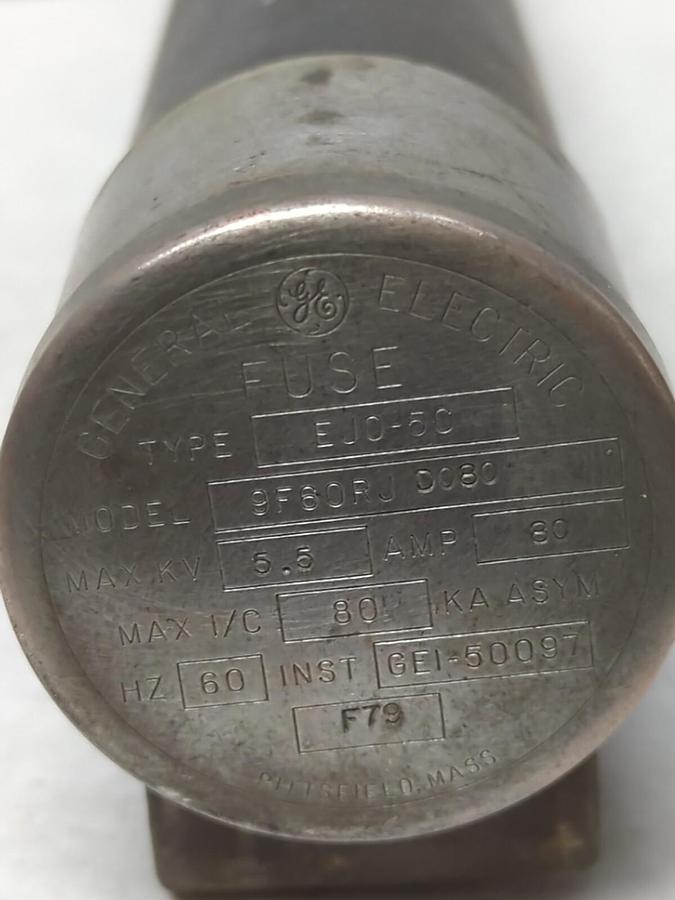 GENERAL GE ELECTRIC
FUSE
TYPE EJO-5C
MODEL 9F60RJ D080
MAX KV 5.5 AMP 80
MAX I/C 80 KA ASYM
HZ 60 INST GEI-50097
F79
PITTSFIELD, MASS